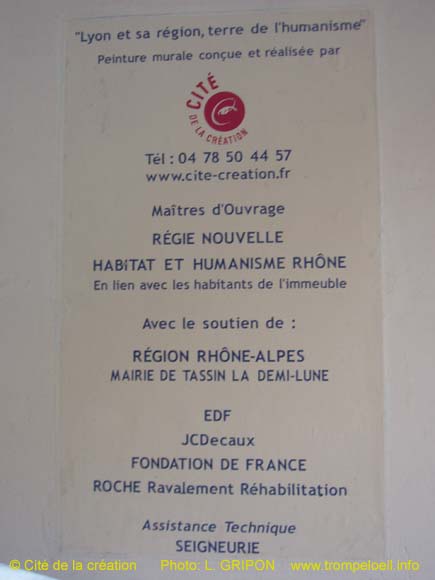 "Lyon et sa région, terre de l'humanisme"
Peinture murale conçue et réalisée par
CITÉ
DE LA CRÉATION
Tél : 04 78 50 44 57
www.cite-creation.fr
Maîtres d'Ouvrage
RÉGIE NOUVELLE
HABiTAT ET HUMANISME RHÔNE
En lien avec les habitants de l'immeuble
Avec le soutien de :
RÉGION RHÔNE-ALPES
MAIRIE DE TASSIN LA DEMI-LUNE
EDF
JCDecaux
FONDATION DE FRANCE
ROCHE Ravalement Réhabilitation
Assistance Technique
SEIGNEURIE
© Cité de la création Photo: L. GRIPON www.trompeloeil.info